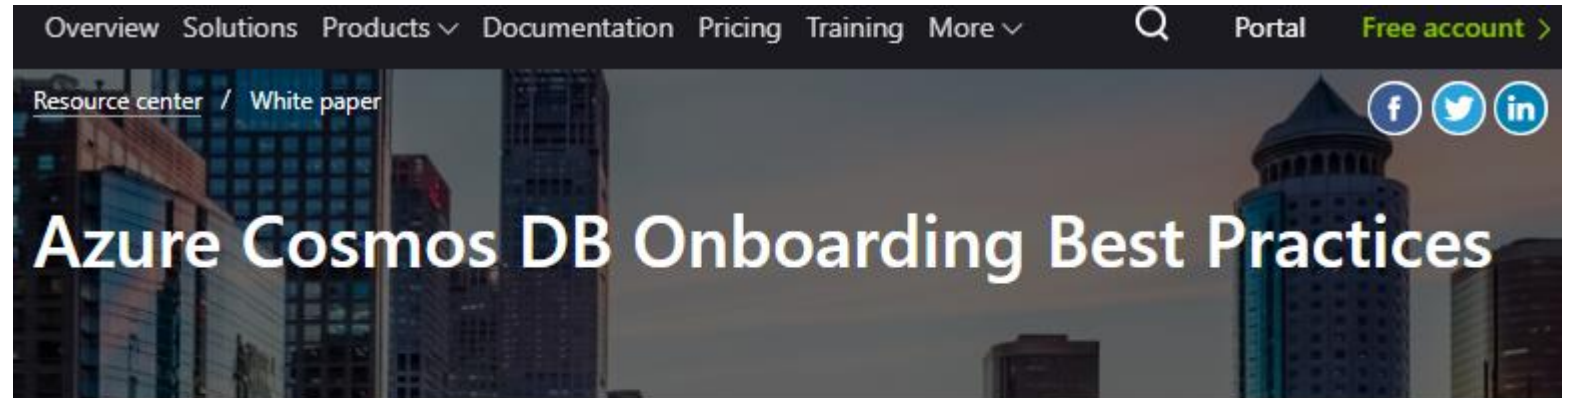 Overview Solutions Products Documentation Pricing Training More Portal Free account >
Resource center / White paper f in
Azure Cosmos DB Onboarding Best Practices